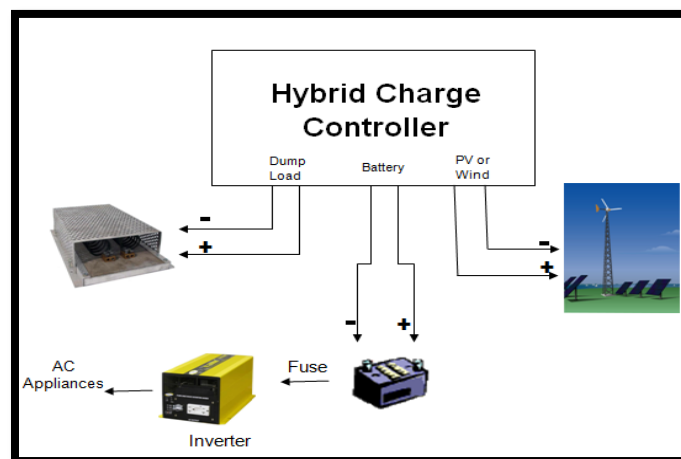 Hybrid Charge
Controller
Dump
Load
Battery
PV or
Wind
-
+
-
+
-
+
AC
Appliances
Fuse
Inverter